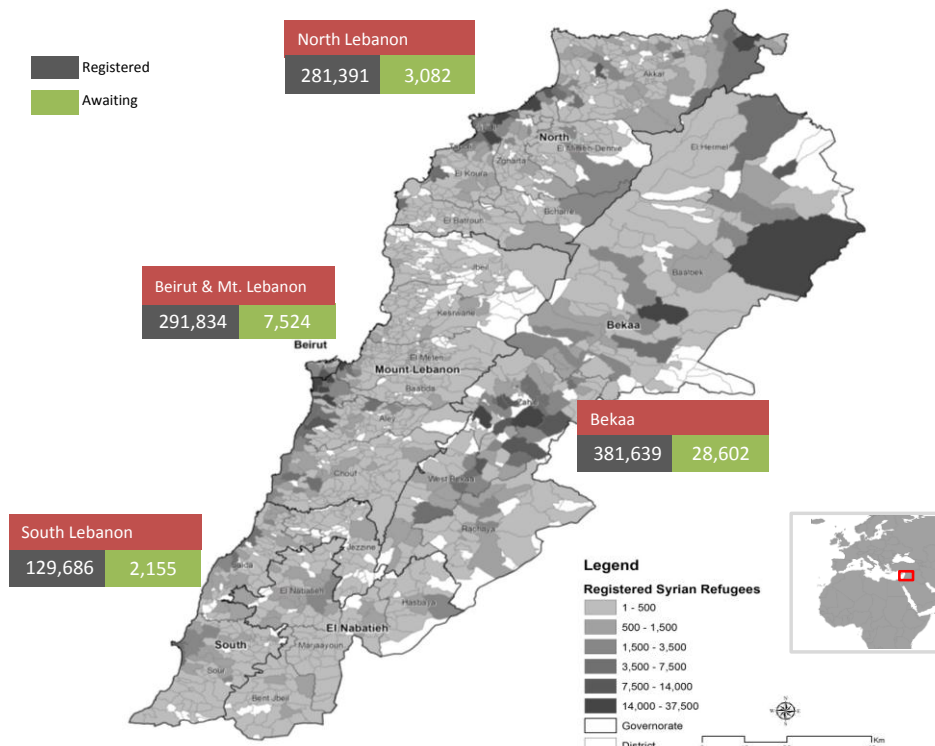 North Lebanon
281,391 3,082
Registered
Awaiting
Akkar
North
El Hermel
Zgharta
El Koura
El Batroun
Bcharre
Jbeil
Baalbek
Beirut & Mt. Lebanon
291,834 7,524
Kesrwane
Bekaa
Beirut
El Meten
Mount Lebanon
Baabda
Zahle
Aley
Bekaa
381,639 28,602
Chouf
West Bekaa
Rachaya
South Lebanon
129,686 2,155
Jezzine
Saida
El Nabatieh
Hasbaya
El Nabatieh
South
Marjaayoun
Sour
Bent Jbeil
Legend
Registered Syrian Refugees
1 - 500
500 - 1,500
1,500 - 3,500
3,500 - 7,500
7,500 - 14,000
14,000 - 37,500
Governorate
District
N
W E
S
Km